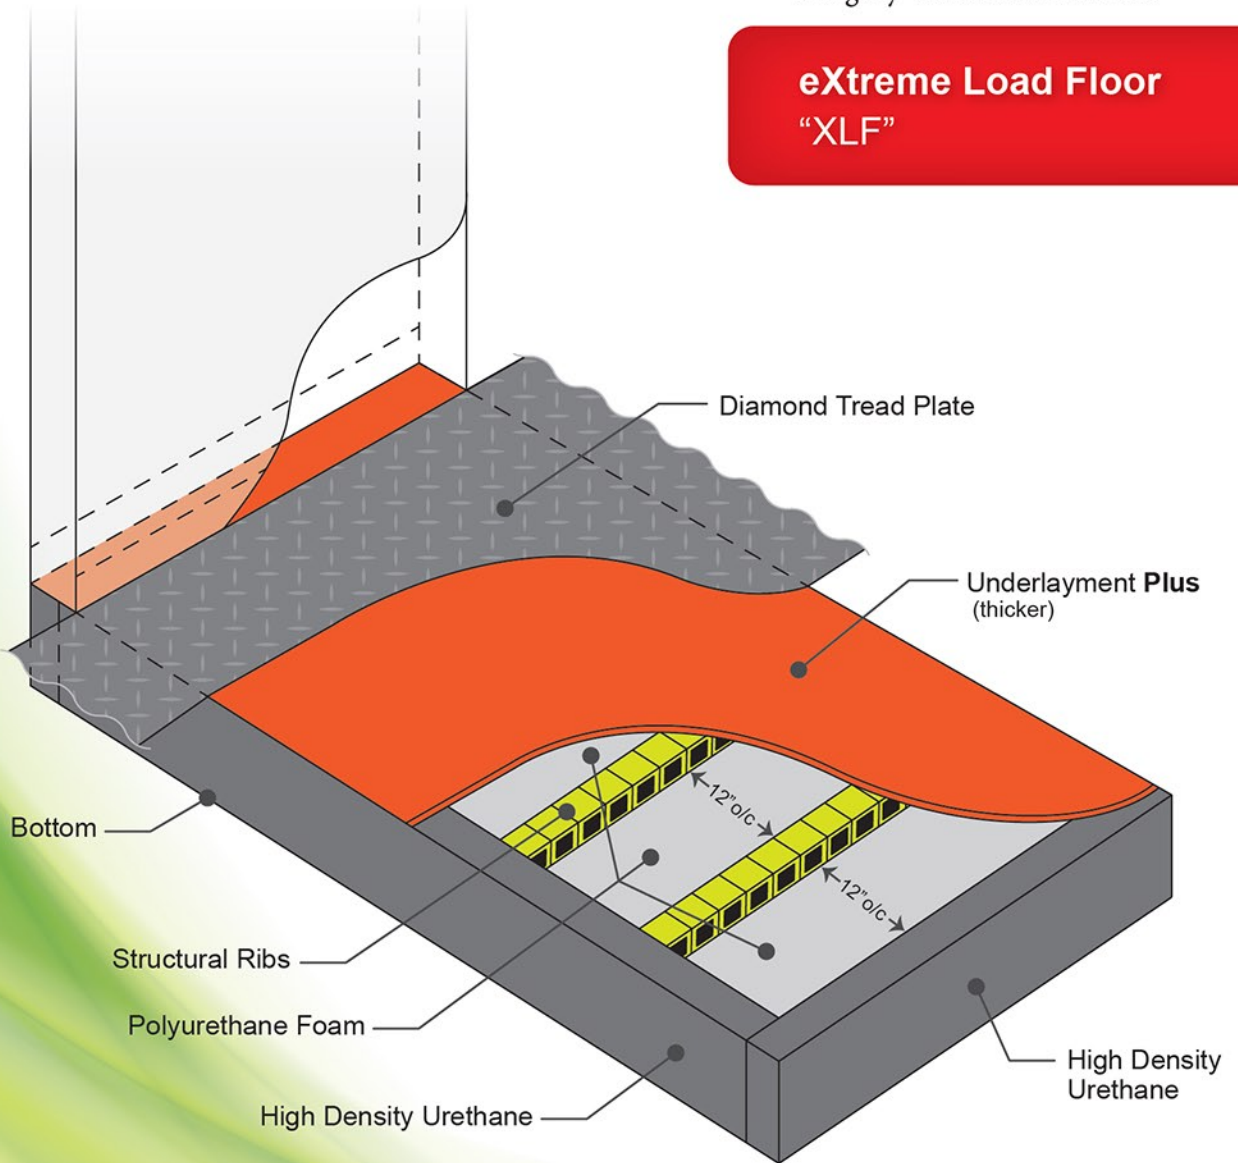 eXtreme Load Floor
“XLF”
Diamond Tread Plate
Underlayment Plus
(thicker)
12”o/c
12”o/c
Bottom
Structural Ribs
Polyurethane Foam
High Density Urethane
High Density
Urethane